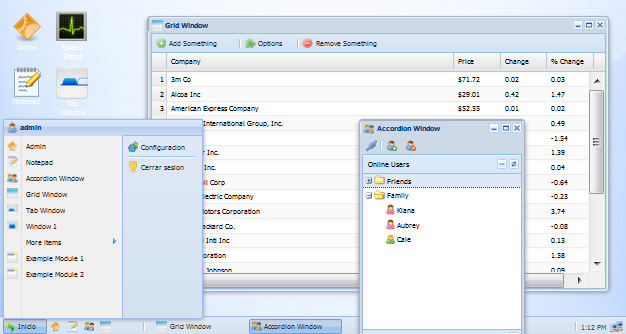 Admin
System Status
Notepad
Tab Window
Grid Window
Add Something
Options
Remove Something
Company Price Change % Change
1 3m Co $71.72 0.02 0.03
2 Alcoa Inc $29.01 0.42 1.47
3 American Express Company $52.55 0.01 0.02
International Group, Inc. 0.49
-1.54
er Inc. 1.39
0.04
ll Corp -0.64
lectric Company -0.23
Motors Corporation 3.74
ackard Co. -0.08
l Intl Inc 0.13
oration 1.58
Johnson 0.09
admin
Admin
Notepad
Accordion Window
Grid Window
Tab Window
Window 1
More items
Example Module 1
Example Module 2
Configuracion
Cerrar sesion
Accordion Window
Online Users
Friends
Family
Kiana
Aubrey
Cale
Inicio
Grid Window
Accordion Window
1:12 PM